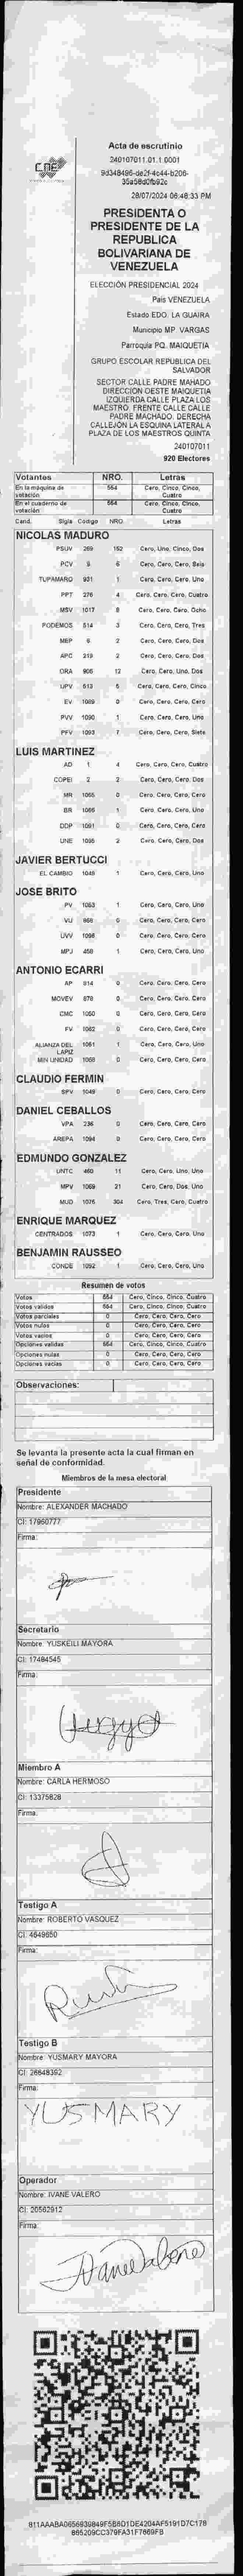 CNE
Acta de escrutinio
240107011.01.1.0001
28/07/2024 06:48:33 PM
PRESIDENTA O
PRESIDENTE DE LA
REPUBLICA
BOLIVARIANA DE
VENEZUELA
ELECCIÓN PRESIDENCIAL 2024
País VENEZUELA
Estado EDO. LA GUAIRA
Municipio MP. VARGAS
Parroquia PQ. MAIQUETIA
GRUPO ESCOLAR REPUBLICA DEL
SALVADOR
SECTOR CALLE PADRE MAHADO
DIRECCION OESTE MAIQUETIA
IZQUIERDA CALLE PLAZA LOS
MAESTRO. FRENTE CALLE CALLE
PADRE MACHADO. DERECHA
CALLEJÓN LA ESQUINA LATERAL A
PLAZA DE LOS MAESTROS QUINTA
240107011
920 Electores
Votantes NRO. Letras
En la máquina de votación 554 Cero, Cinco, Cinco, Cuatro
En el cuaderno de votación 554 Cero, Cinco, Cinco, Cuatro
Cand. Sigla Codigo NRO. Letras
NICOLAS MADURO
PSUV 269 152 Cero, Uno, Cinco, Dos
PCV 5 6 Cero, Cero, Cero, Seis
TUPAMARO 931 1 Cero, Cero, Cero, Uno
PPT 276 4 Cero, Cero, Cero, Cuatro
MSV 1017 8 Cero, Cero, Cero, Ocho
PODEMOS 514 3 Cero, Cero, Cero, Tres
MEP 6 2 Cero, Cero, Cero, Dos
APC 219 2 Cero, Cero, Cero, Dos
ORA 906 12 Cero, Cero, Uno, Dos
UPV 613 5 Cero, Cero, Cero, Cinco
EV 1089 0 Cero, Cero, Cero, Cero
PVV 1090 1 Cero, Cero, Cero, Uno
PFV 1093 7 Cero, Cero, Cero, Siete
LUIS MARTINEZ
AD 1 4 Cero, Cero, Cero, Cuatro
COPEI 2 2 Cero, Cero, Cero, Dos
MR 1065 0 Cero, Cero, Cero, Cero
BR 1066 1 Cero, Cero, Cero, Uno
DDP 1091 0 Cero, Cero, Cero, Cero
UNE 1095 2 Cero, Cero, Cero, Dos
JAVIER BERTUCCI
EL CAMBIO 1049 1 Cero, Cero, Cero, Uno
JOSE BRITO
PV 1053 1 Cero, Cero, Cero, Uno
VU 868 0 Cero, Cero, Cero, Cero
UVV 1098 0 Cero, Cero, Cero, Cero
MPJ 458 1 Cero, Cero, Cero, Uno
ANTONIO ECARRI
AP 914 0 Cero, Cero, Cero, Cero
MOVEV 878 0 Cero, Cero, Cero, Cero
CMC 1050 0 Cero, Cero, Cero, Cero
FV 1082 0 Cero, Cero, Cero, Cero
ALIANZA DEL LAPIZ 1051 1 Cero, Cero, Cero, Uno
MIN UNIDAD 1058 0 Cero, Cero, Cero, Cero
CLAUDIO FERMIN
SPV 1048 0 Cero, Cero, Cero, Cero
DANIEL CEBALLOS
VPA 236 0 Cero, Cero, Cero, Cero
AREPA 1094 0 Cero, Cero, Cero, Cero
EDMUNDO GONZALEZ
UNTC 460 11 Cero, Cero, Uno, Uno
MPV 1069 21 Cero, Cero, Dos, Uno
MUD 1076 304 Cero, Tres, Cero, Cuatro
ENRIQUE MARQUEZ
CENTRADOS 1073 1 Cero, Cero, Cero, Uno
BENJAMIN RAUSSEO
CONDE 1092 1 Cero, Cero, Cero, Uno
Resumen de votos
Votos 554 Cero, Cinco, Cinco, Cuatro
Votos validos 554 Cero, Cinco, Cinco, Cuatro
Votos parciales 0 Cero, Cero, Cero, Cero
Votos nulos 0 Cero, Cero, Cero, Cero
Votos vacios 0 Cero, Cero, Cero, Cero
Opciones validas 554 Cero, Cinco, Cinco, Cuatro
Opciones nulas 0 Cero, Cero, Cero, Cero
Opciones vacias 0 Cero, Cero, Cero, Cero
Observaciones:
Se levanta la presente acta la cual firman en
señal de conformidad.
Miembros de la mesa electoral
Presidente
Nombre: ALEXANDER MACHADO
CI: 17960777
Firma:
Secretario
Nombre: YUSKEILI MAYORA
CI: 17484545
Firma:
Miembro A
Nombre: CARLA HERMOSO
CI: 13375828
Firma:
Testigo A
Nombre: ROBERTO VASQUEZ
CI: 4649650
Firma:
Testigo B
Nombre: YUSMARY MAYORA
CI: 26648392
Firma:
YUSMARY
Operador
Nombre: IVANE VALERO
CI: 20562912
Firma: